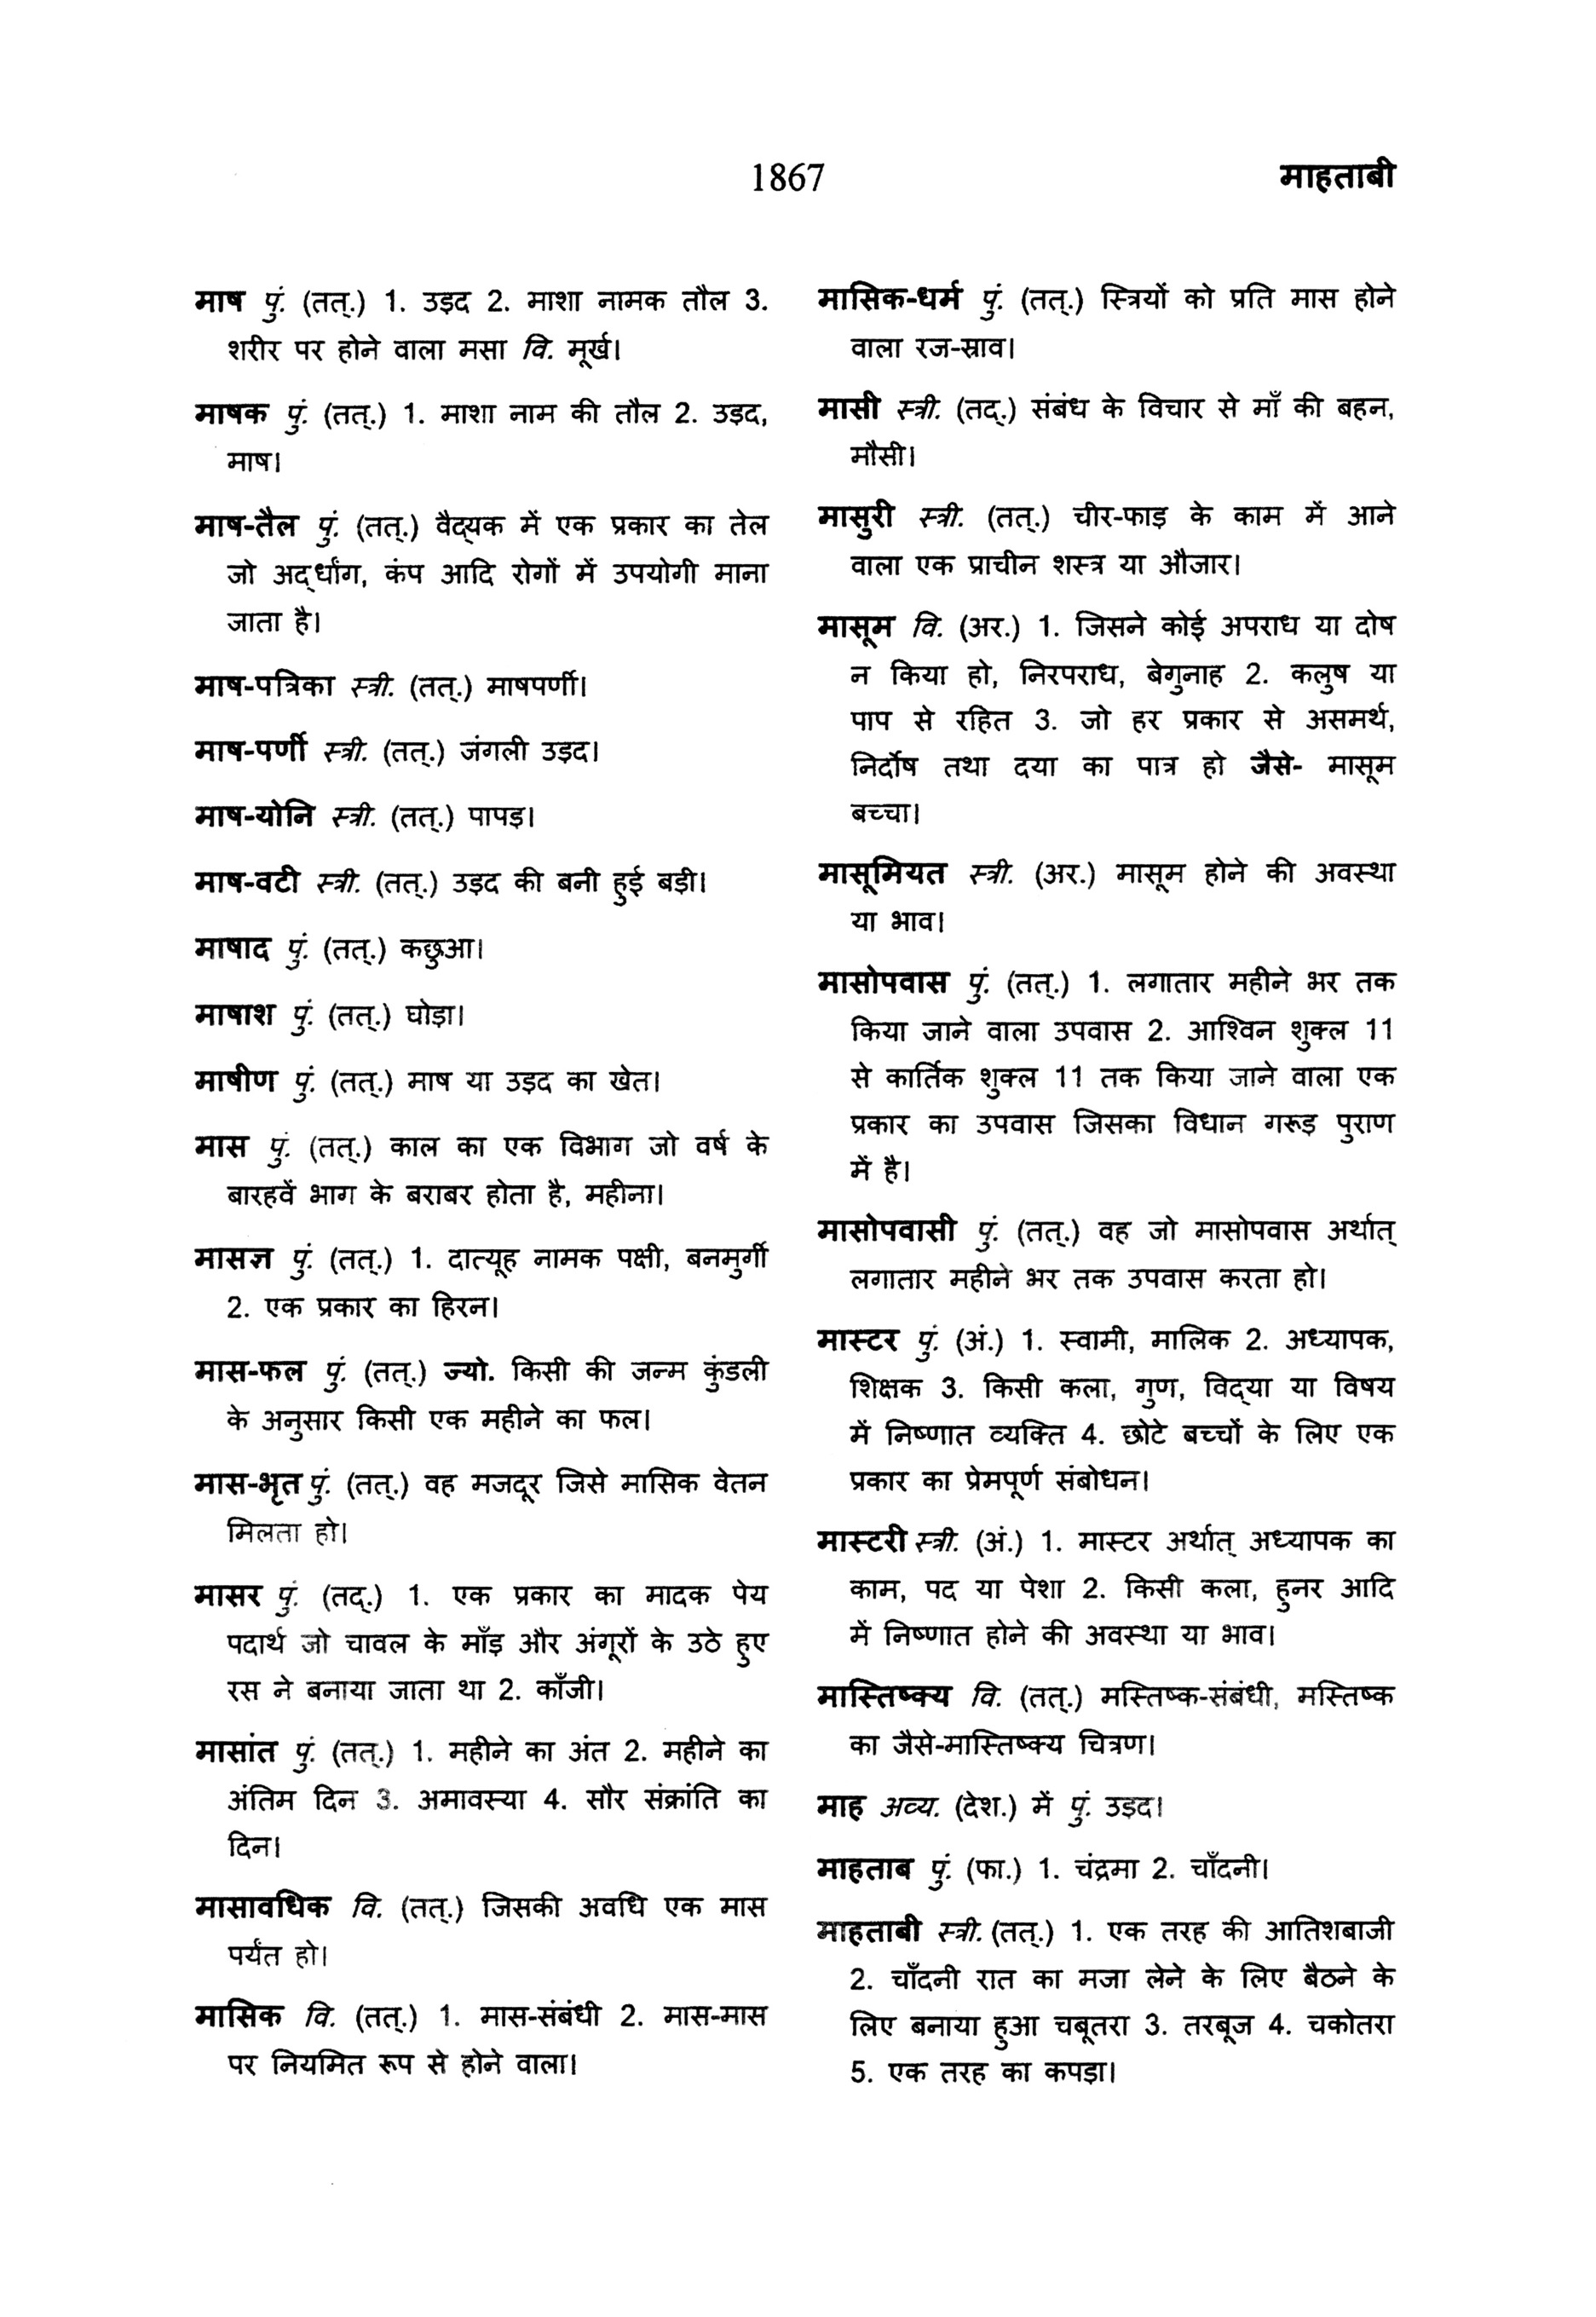 1867
माहताबी
माष पुं. (तत्.) 1. उड़द 2. माशा नामक तौल 3.
शरीर पर होने वाला मसा वि. मूर्ख।
माषक पुं. (तत्.) 1. माशा नाम की तौल 2. उड़द,
माष।
माष-तैल पुं. (तत्.) वैद्‌यक में एक प्रकार का तेल
जो अर्द्‌धांग, कंप आदि रोगों में उपयोगी माना
जाता है।
माष-पत्रिका स्त्री. (तत्.) माषपर्णी।
माष-पर्णी स्त्री. (तत्.) जंगली उड़द।
माष-योनि स्त्री. (तत्.) पापड़।
माष-वटी स्त्री. (तत्.) उड़द की बनी हुई बड़ी।
माषाद पुं. (तत्.) कछुआ।
माषाश पुं. (तत्.) घोड़ा।
माषीण पुं. (तत्.) माष या उड़द का खेत।
मास पुं. (तत्.) काल का एक विभाग जो वर्ष के
बारहवें भाग के बराबर होता है, महीना।
मासज्ञ पुं. (तत्.) 1. दात्यूह नामक पक्षी, बनमुर्गी
2. एक प्रकार का हिरन।
मास-फल पुं. (तत्.) ज्यो. किसी की जन्म कुंडली
के अनुसार किसी एक महीने का फल।
मास-भृत पुं. (तत्.) वह मजदूर जिसे मासिक वेतन
मिलता हो।
मासर पुं. (तद्.) 1. एक प्रकार का मादक पेय
पदार्थ जो चावल के माँड़ और अंगूरों के उठे हुए
रस ने बनाया जाता था 2. काँजी।
मासांत पुं. (तत्.) 1. महीने का अंत 2. महीने का
अंतिम दिन 3. अमावस्या 4. सौर संक्रांति का
दिन।
मासावधिक वि. (तत्.) जिसकी अवधि एक मास
पर्यंत हो।
मासिक वि. (तत्.) 1. मास-संबंधी 2. मास-मास
पर नियमित रूप से होने वाला।
मासिक-धर्म पुं. (तत्.) स्त्रियों को प्रति मास होने
वाला रज-स्राव।
मासी स्त्री. (तद्.) संबंध के विचार से माँ की बहन,
मौसी।
मासुरी स्त्री. (तत्.) चीर-फाड़ के काम में आने
वाला एक प्राचीन शस्त्र या औजार।
मासूम वि. (अर.) 1. जिसने कोई अपराध या दोष
न किया हो, निरपराध, बेगुनाह 2. कलुष या
पाप से रहित 3. जो हर प्रकार से असमर्थ,
निर्दोष तथा दया का पात्र हो जैसे- मासूम
बच्चा।
मासूमियत स्त्री. (अर.) मासूम होने की अवस्था
या भाव।
मासोपवास पुं. (तत्.) 1. लगातार महीने भर तक
किया जाने वाला उपवास 2. आश्विन शुक्ल 11
से कार्तिक शुक्ल 11 तक किया जाने वाला एक
प्रकार का उपवास जिसका विधान गरूड़ पुराण
में है।
मासोपवासी पुं. (तत्.) वह जो मासोपवास अर्थात्
लगातार महीने भर तक उपवास करता हो।
मास्टर पुं. (अं.) 1. स्वामी, मालिक 2. अध्यापक,
शिक्षक 3. किसी कला, गुण, विद्‌या या विषय
में निष्णात व्यक्ति 4. छोटे बच्चों के लिए एक
प्रकार का प्रेमपूर्ण संबोधन।
मास्टरी स्त्री. (अं.) 1. मास्टर अर्थात् अध्यापक का
काम, पद या पेशा 2. किसी कला, हुनर आदि
में निष्णात होने की अवस्था या भाव।
मास्तिष्क्य वि. (तत्.) मस्तिष्क-संबंधी, मस्तिष्क
का जैसे-मास्तिष्क्य चित्रण।
माह अव्य. (देश.) में पुं. उड़द।
माहताब पुं. (फा.) 1. चंद्रमा 2. चाँदनी।
माहताबी स्त्री. (तत्.) 1. एक तरह की आतिशबाजी
2. चाँदनी रात का मजा लेने के लिए बैठने के
लिए बनाया हुआ चबूतरा 3. तरबूज 4. चकोतरा
5. एक तरह का कपड़ा।